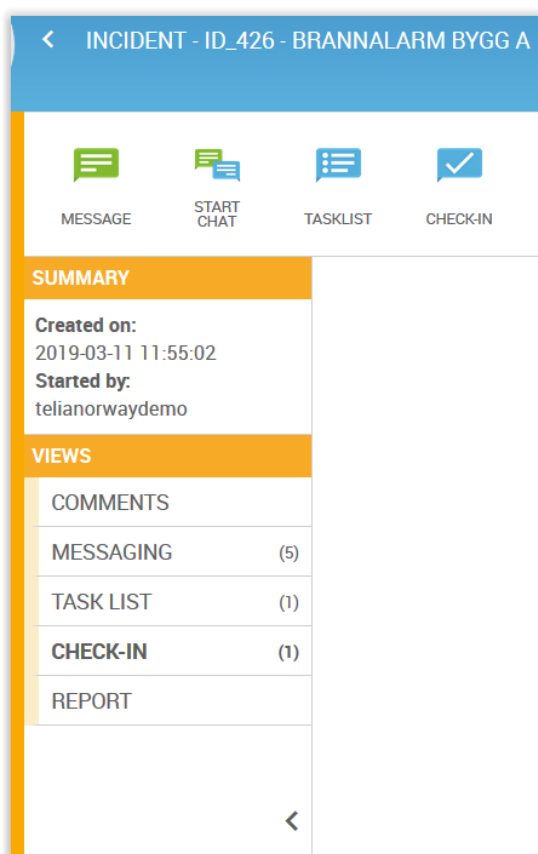 INCIDENT - ID_426 - BRANNALARM BYGG A
MESSAGE
START
CHAT
TASKLIST
CHECK-IN
SUMMARY
Created on:
2019-03-11 11:55:02
Started by:
telianorwaydemo
VIEWS
COMMENTS
MESSAGING (5)
TASK LIST (1)
CHECK-IN (1)
REPORT